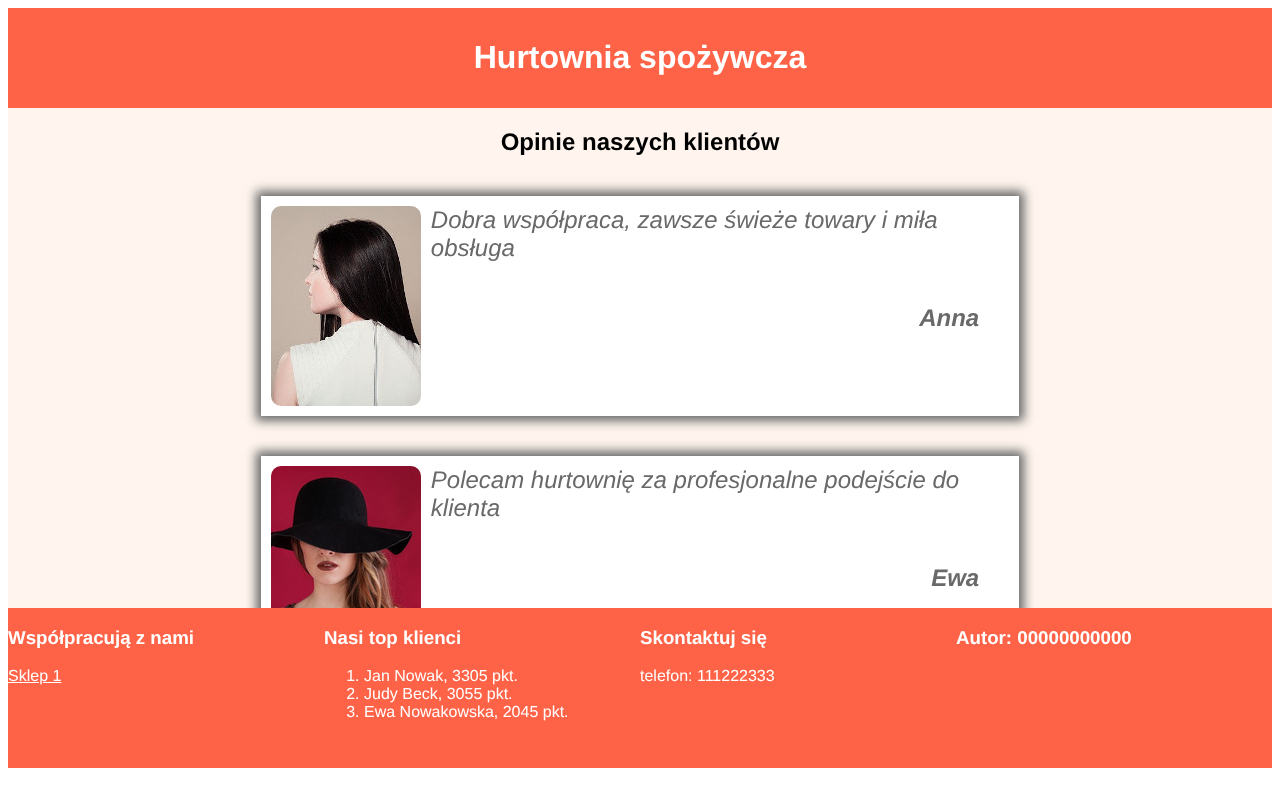 Hurtownia spożywcza
Opinie naszych klientów
Dobra współpraca, zawsze świeże towary i miła
obsługa
Anna
Polecam hurtownię za profesjonalne podejście do
klienta
Ewa
Współpracują z nami
Sklep 1
Nasi top klienci
1. Jan Nowak, 3305 pkt.
2. Judy Beck, 3055 pkt.
3. Ewa Nowakowska, 2045 pkt.
Skontaktuj się
telefon: 111222333
Autor: 00000000000